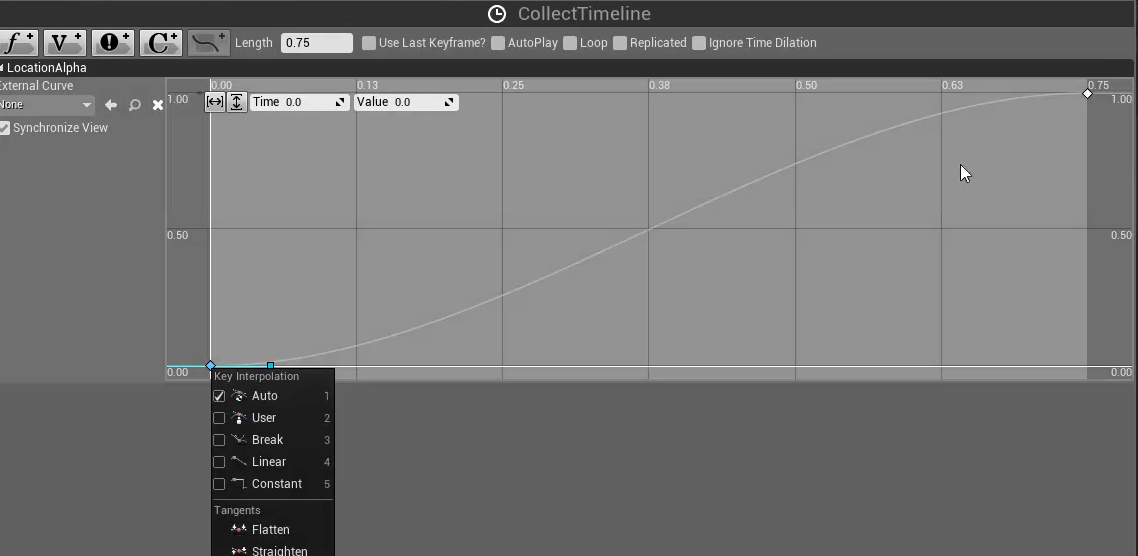 CollectTimeline
f+ V+ !+ C+ + Length 0.75 Use Last Keyframe? AutoPlay Loop Replicated Ignore Time Dilation
LocationAlpha
External Curve
None
Synchronize View
0.00 0.13 0.25 0.38 0.50 0.63 0.75
1.00 Time 0.0 Value 0.0 1.00
0.50 0.50
0.00 0.00
Key Interpolation
Auto 1
User 2
Break 3
Linear 4
Constant 5
Tangents
Flatten
Straighten